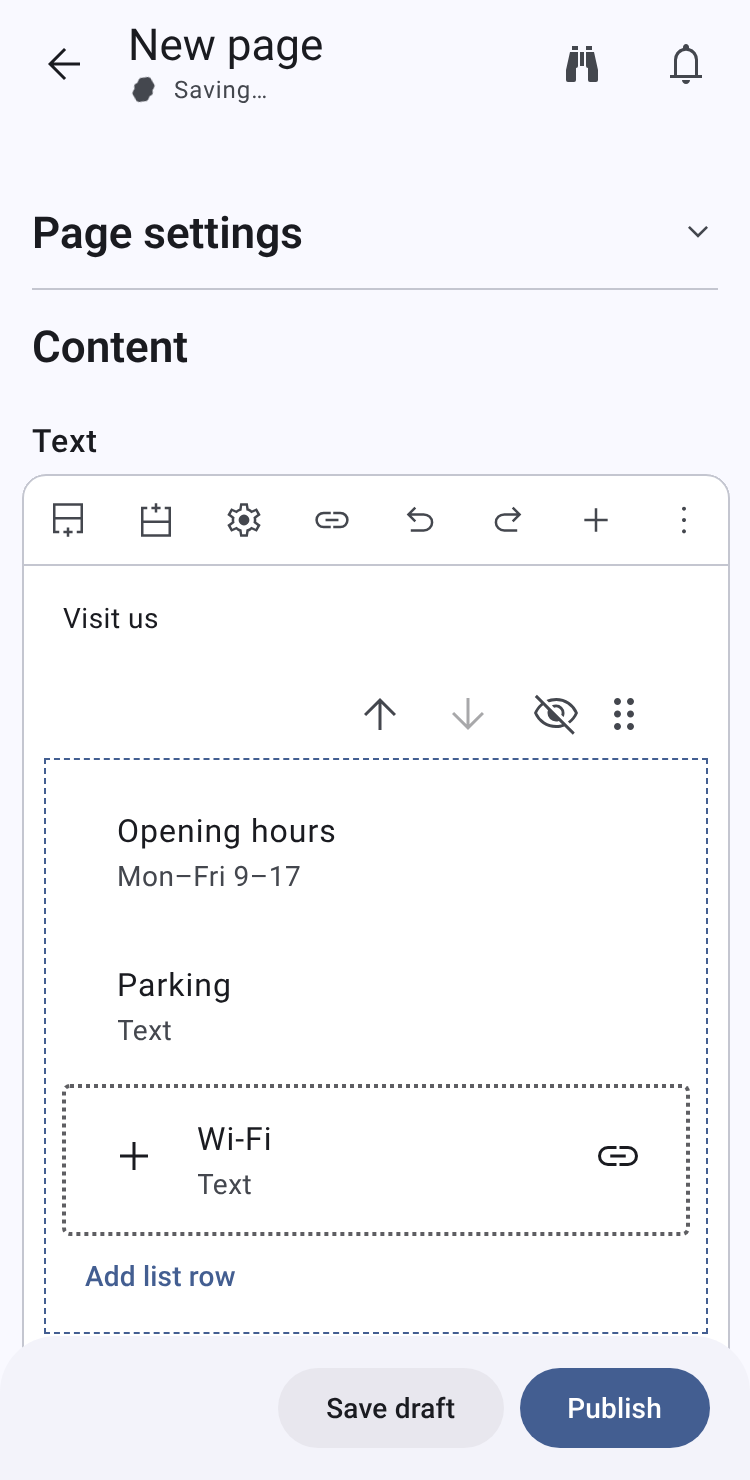 New page
Saving…
Page settings
Content
Text
Visit us
Opening hours
Mon–Fri 9–17
Parking
Text
Wi-Fi
Text
Add list row
Save draft
Publish